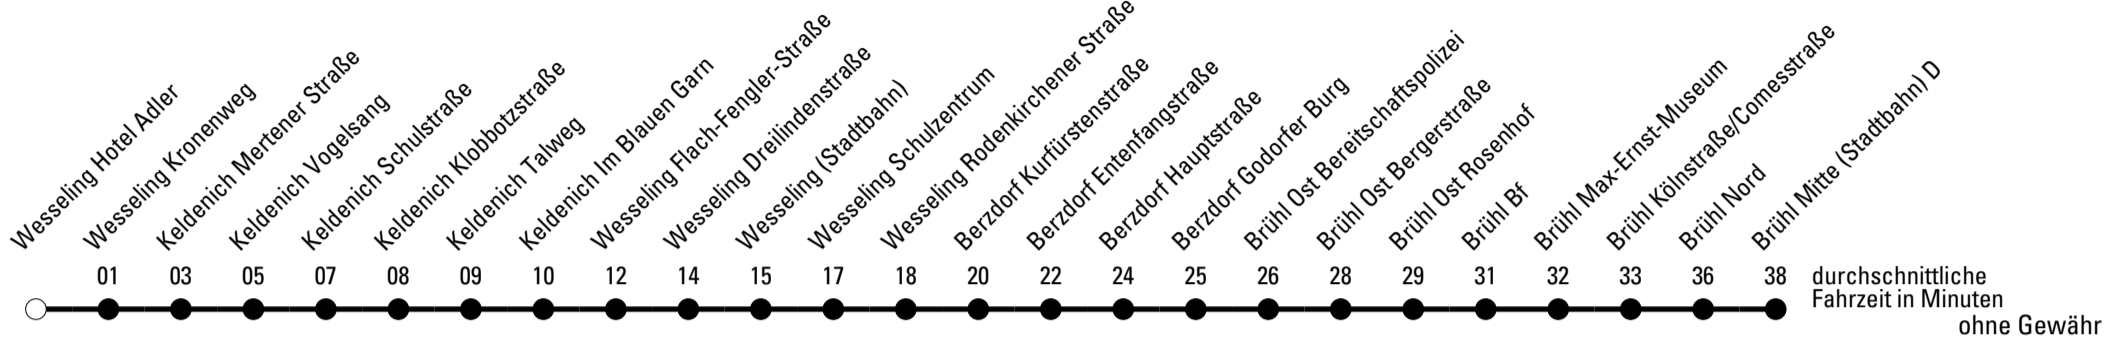 Wesseling Hotel Adler
Wesseling Kronenweg
Keldenich Mertener Straße
Keldenich Vogelsang
Keldenich Schulstraße
Keldenich Klobbotzstraße
Keldenich Talweg
Keldenich Im Blauen Garn
Wesseling Flach-Fengler-Straße
Wesseling Dreilindenstraße
Wesseling (Stadtbahn)
Wesseling Schulzentrum
Wesseling Rodenkirchener Straße
Berzdorf Kurfürstenstraße
Berzdorf Entenfangstraße
Berzdorf Hauptstraße
Berzdorf Godorfer Burg
Brühl Ost Bereitschaftspolizei
Brühl Ost Bergerstraße
Brühl Ost Rosenhof
Brühl Bf
Brühl Max-Ernst-Museum
Brühl Kölnstraße/Comesstraße
Brühl Nord
Brühl Mitte (Stadtbahn) D
01 03 05 07 08 09 10 12 14 15 17 18 20 22 24 25 26 28 29 31 32 33 36 38 durchschnittliche
Fahrzeit in Minuten
ohne Gewähr